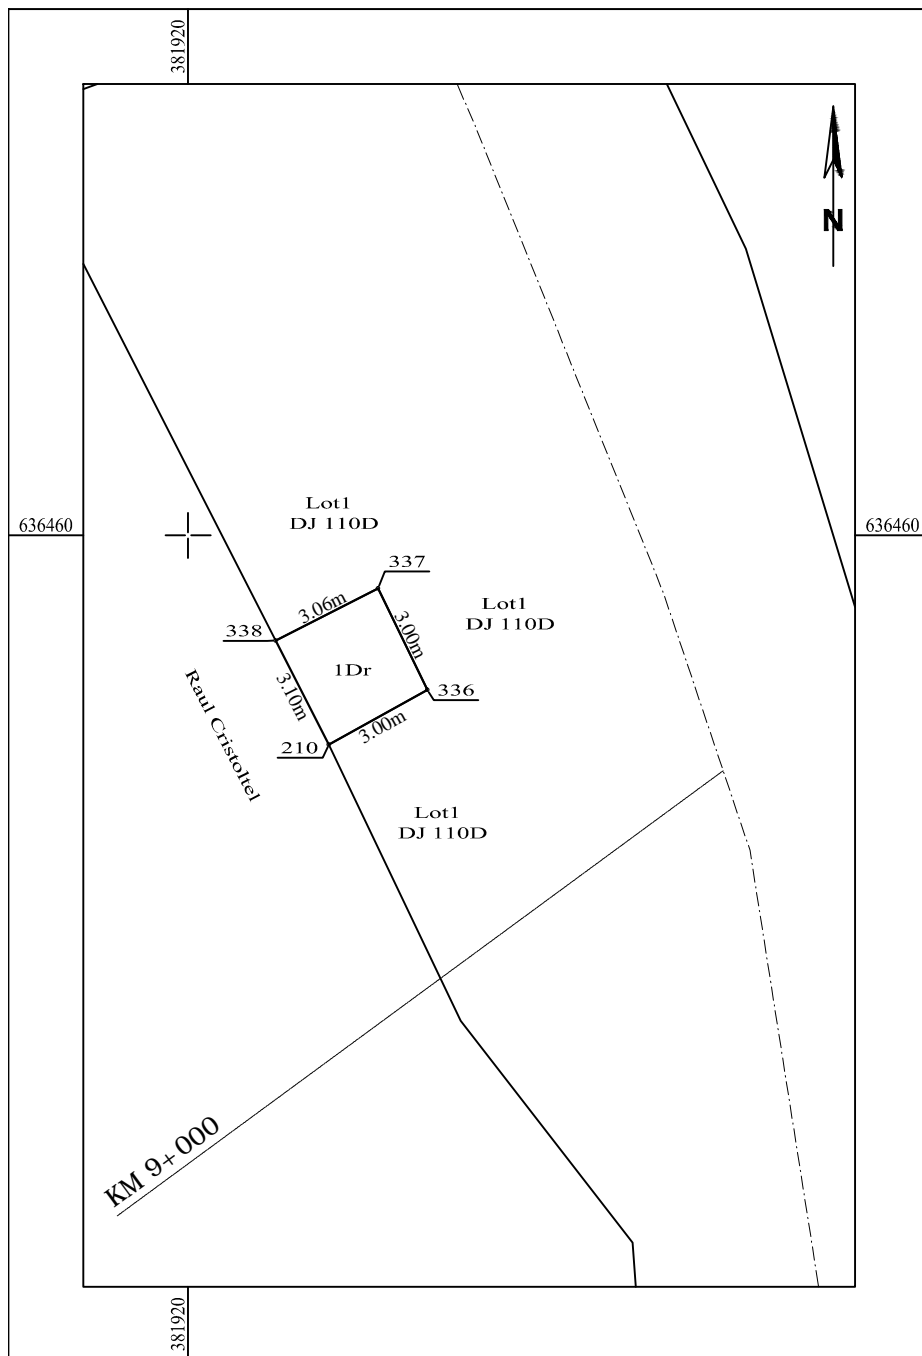 381920
N
636460
636460
Lot1
DJ 110D
337
3.06m
Lot1
DJ 110D
3.00m
338
1Dr
3.10m
336
Raul Cristoltel
3.00m
210
Lot1
DJ 110D
KM 9+000
381920